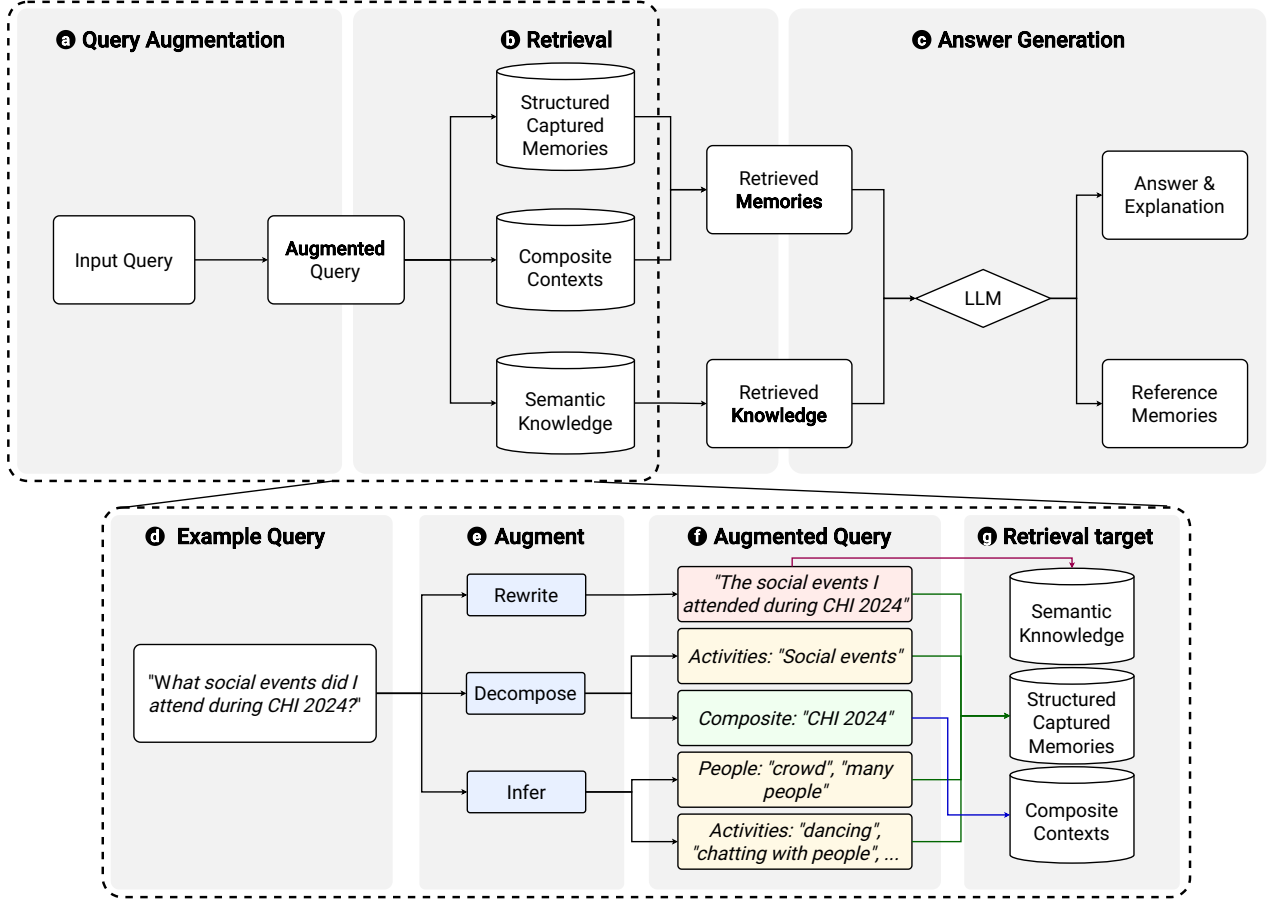 a Query Augmentation
b Retrieval
c Answer Generation
Structured
Captured
Memories
Retrieved
Memories
Answer &
Explanation
Input Query
Augmented
Query
Composite
Contexts
LLM
Semantic
Knowledge
Retrieved
Knowledge
Reference
Memories
d Example Query
e Augment
f Augmented Query
g Retrieval target
"What social events did I
attend during CHI 2024?"
Rewrite
Decompose
Infer
"The social events I
attended during CHI 2024"
Activities: "Social events"
Composite: "CHI 2024"
People: "crowd", "many
people"
Activities: "dancing",
"chatting with people", ...
Semantic
Knnowledge
Structured
Captured
Memories
Composite
Contexts